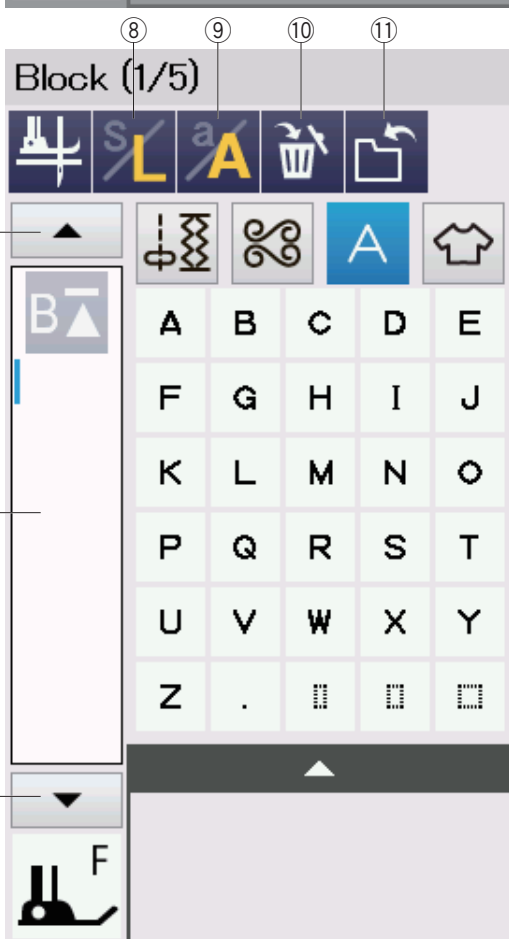 ⑧ ⑨ ⑩ ⑪
Block (1/5)
S/L a/A
A
B
A B C D E
F G H I J
K L M N O
P Q R S T
U V W X Y
Z .
F